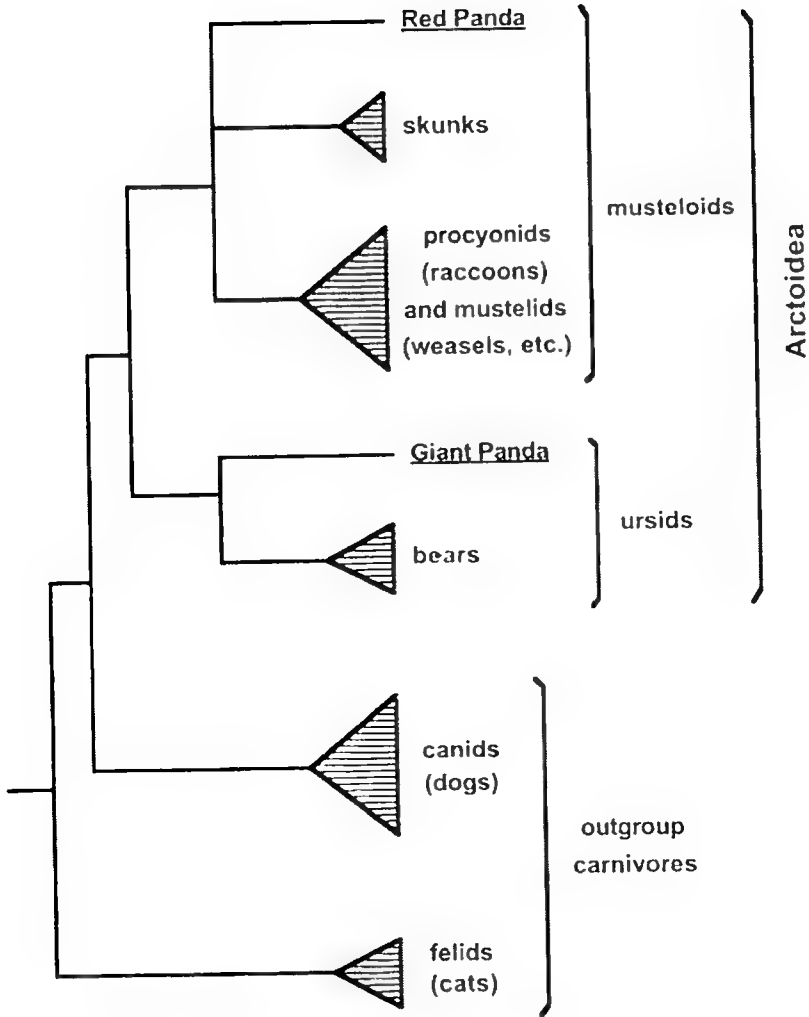 Red Panda
skunks
procyonids
(raccoons)
and mustelids
(weasels, etc.)
musteloids
Arctoidea
Giant Panda
bears
ursids
canids
(dogs)
outgroup
carnivores
felids
(cats)